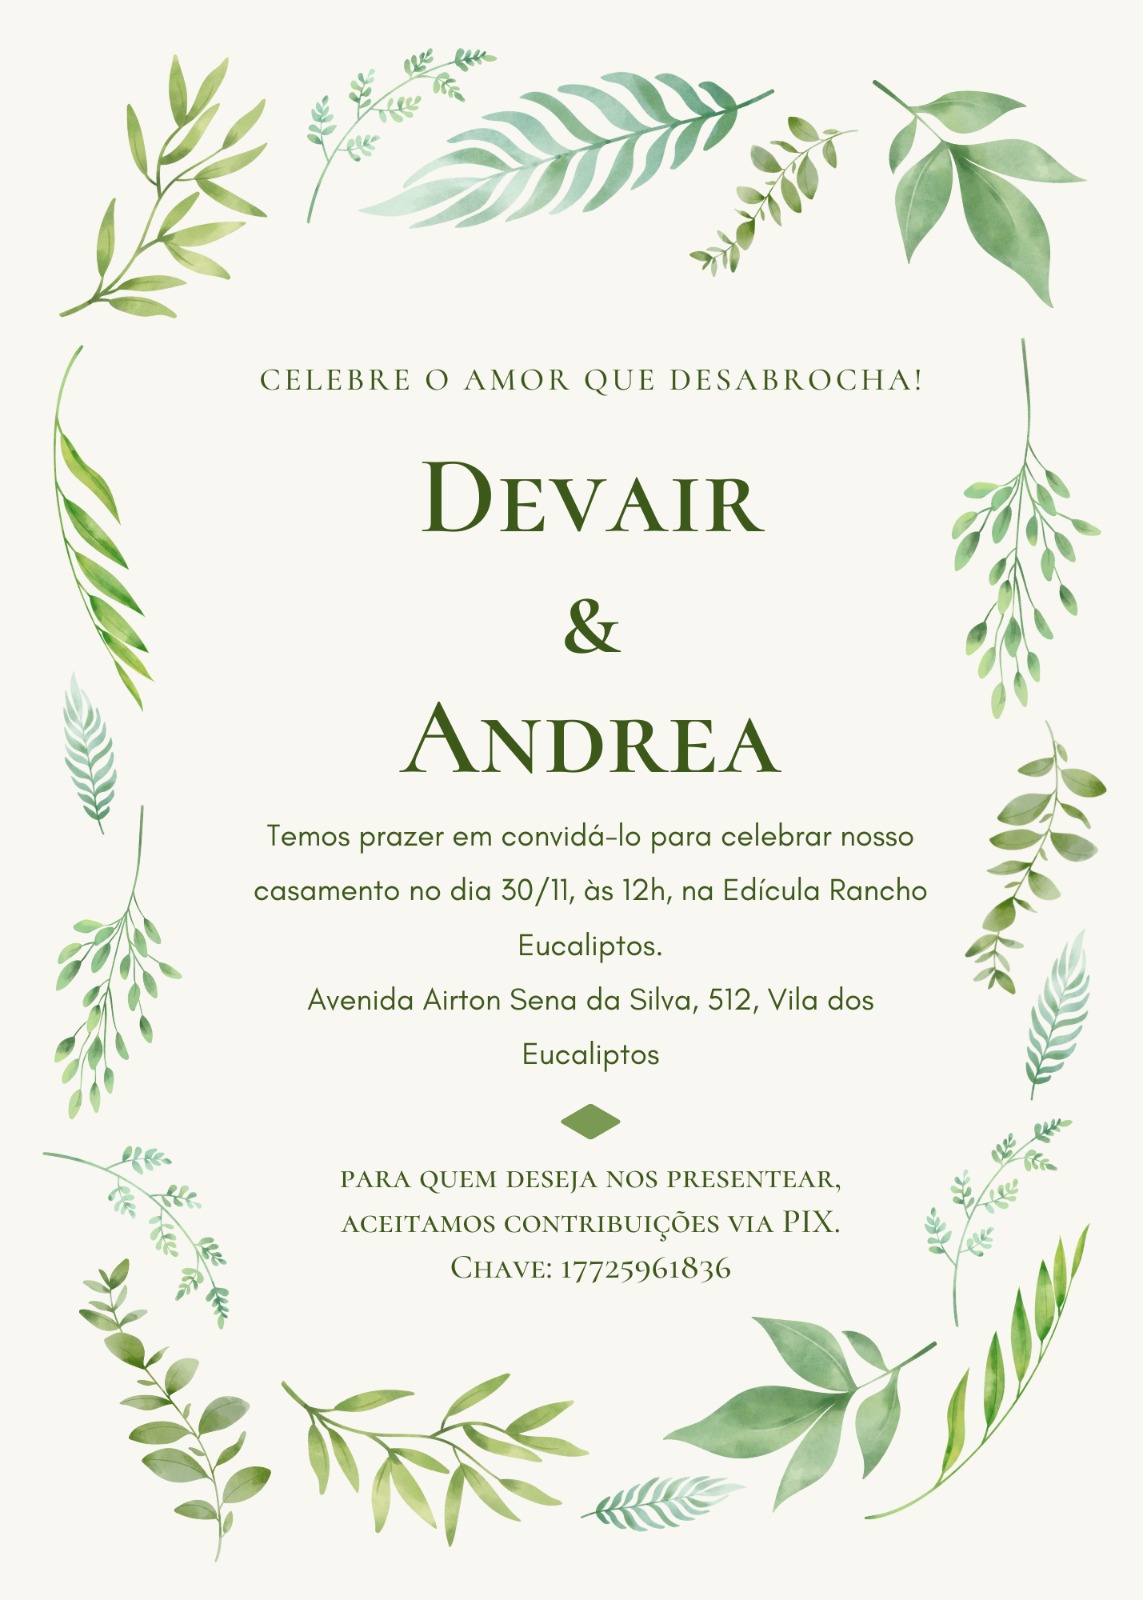 CELEBRE O AMOR QUE DESABROCHA!
Devair
&
Andrea
Temos prazer em convidá-lo para celebrar nosso
casamento no dia 30/11, às 12h, na Edícula Rancho
Eucaliptos.
Avenida Airton Sena da Silva, 512, Vila dos
Eucaliptos
para quem deseja nos presentear,
aceitamos contribuições via PIX.
Chave: 17725961836